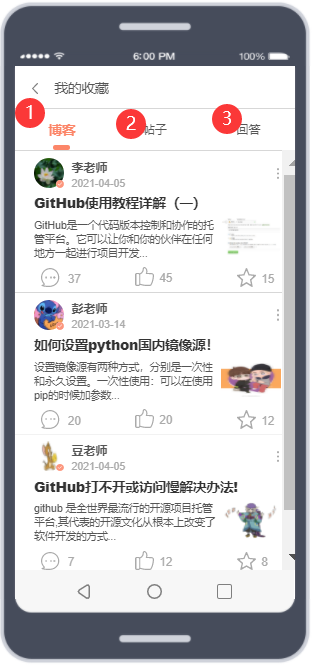 6:00 PM 100%
我的收藏
1 2 3
博客 帖子 回答
李老师
2021-04-05
GitHub使用教程详解（一）
GitHub是一个代码版本控制和协作的托
管平台。它可以让你和你的伙伴在任何
地方一起进行项目开发...
37 45 15
彭老师
2021-03-14
如何设置python国内镜像源!
设置镜像源有两种方式，分别是一次性
和永久设置。一次性使用：可以在使用
pip的时候加参数...
20 20 12
豆老师
2021-04-05
GitHub打不开或访问慢解决办法!
github 是全世界最流行的开源项目托管
平台,其代表的开源文化从根本上改变了
软件开发的方式...
7 12 8